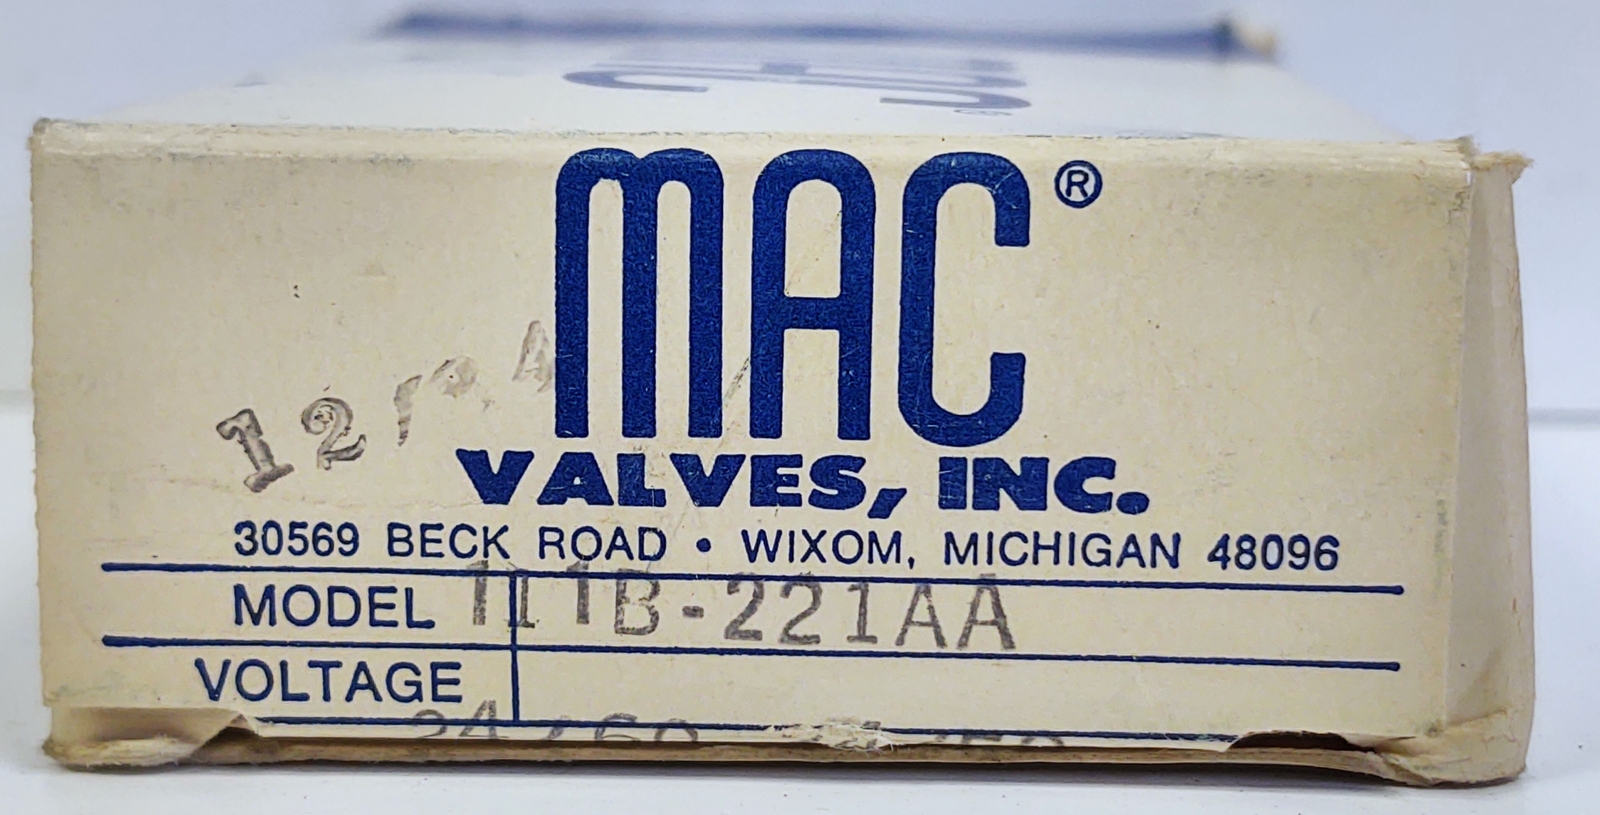 MAC®
VALVES, INC.
30569 BECK ROAD • WIXOM, MICHIGAN 48096
MODEL 111B-221AA
VOLTAGE